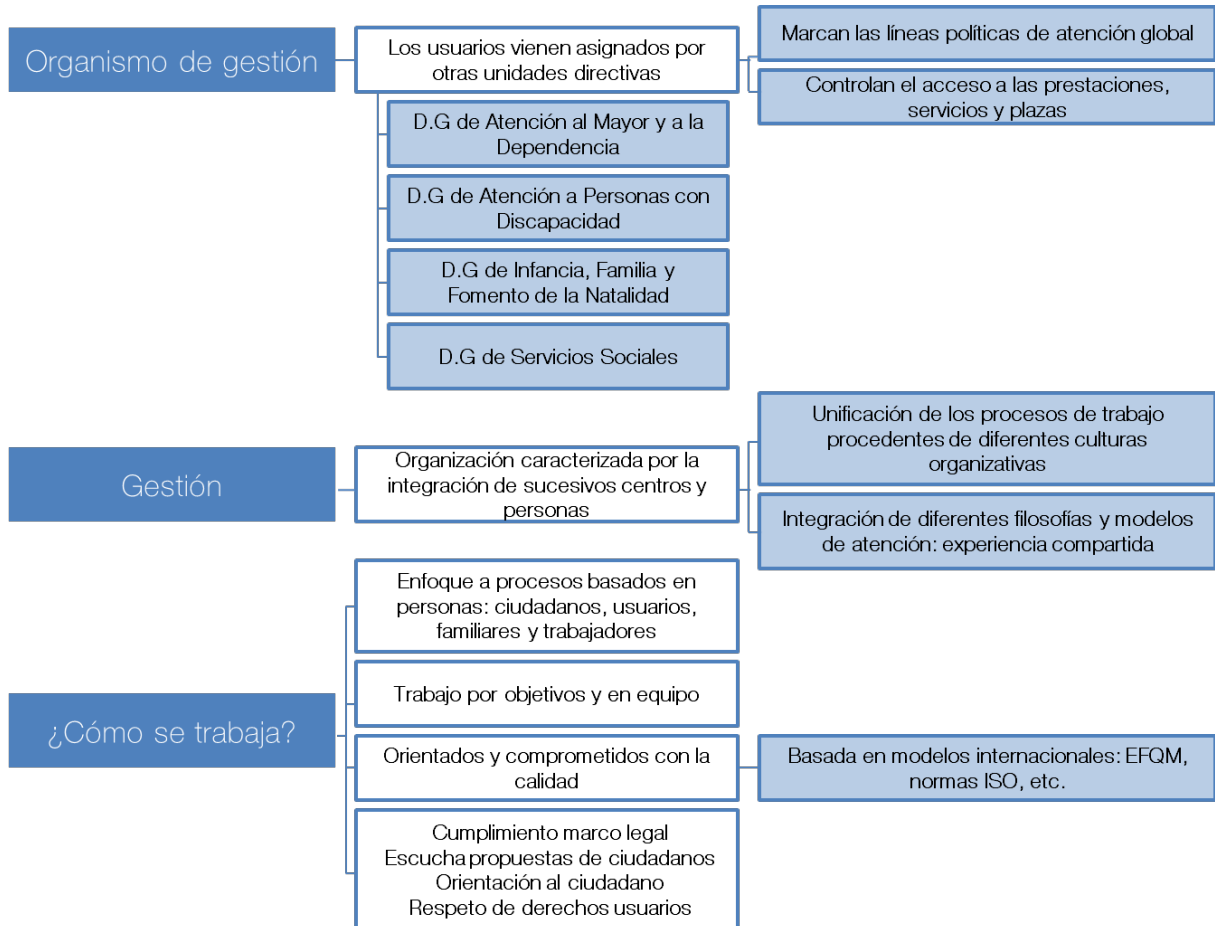 Organismo de gestión
Los usuarios vienen asignados por
otras unidades directivas
Marcan las líneas políticas de atención global
Controlan el acceso a las prestaciones,
servicios y plazas
D.G de Atención al Mayor y a la
Dependencia
D.G de Atención a Personas con
Discapacidad
D.G de Infancia, Familia y
Fomento de la Natalidad
D.G de Servicios Sociales
Gestión
Organización caracterizada por la
integración de sucesivos centros y
personas
Unificación de los procesos de trabajo
procedentes de diferentes culturas
organizativas
Integración de diferentes filosofías y modelos
de atención: experiencia compartida
¿Cómo se trabaja?
Enfoque a procesos basados en
personas: ciudadanos, usuarios,
familiares y trabajadores
Trabajo por objetivos y en equipo
Orientados y comprometidos con la
calidad
Basada en modelos internacionales: EFQM,
normas ISO, etc.
Cumplimiento marco legal
Escucha propuestas de ciudadanos
Orientación al ciudadano
Respeto de derechos usuarios